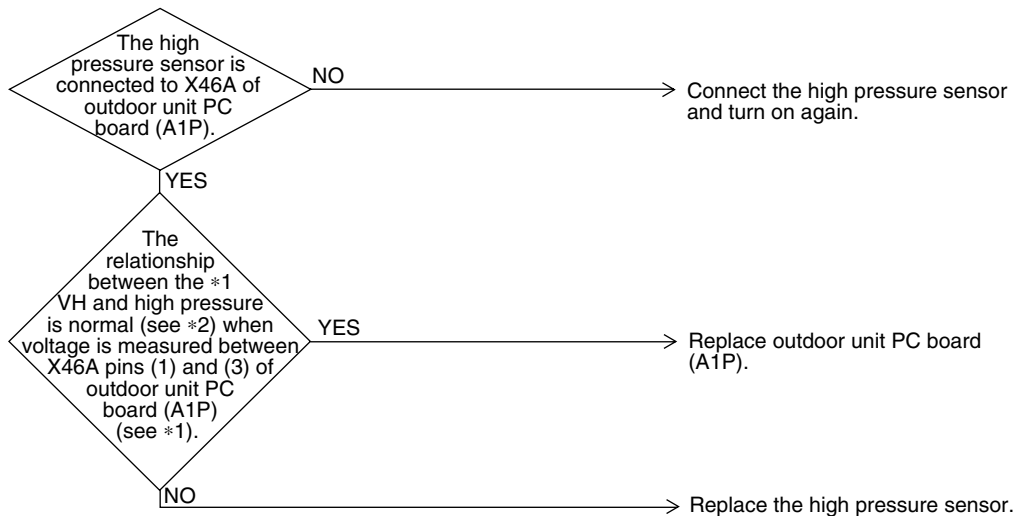 The high
pressure sensor is
connected to X46A of
outdoor unit PC
board (A1P).
NO
Connect the high pressure sensor
and turn on again.
YES
The
relationship
between the *1
VH and high pressure
is normal (see *2) when
voltage is measured between
X46A pins (1) and (3) of
outdoor unit PC
board (A1P)
(see *1).
YES
Replace outdoor unit PC board
(A1P).
NO
Replace the high pressure sensor.